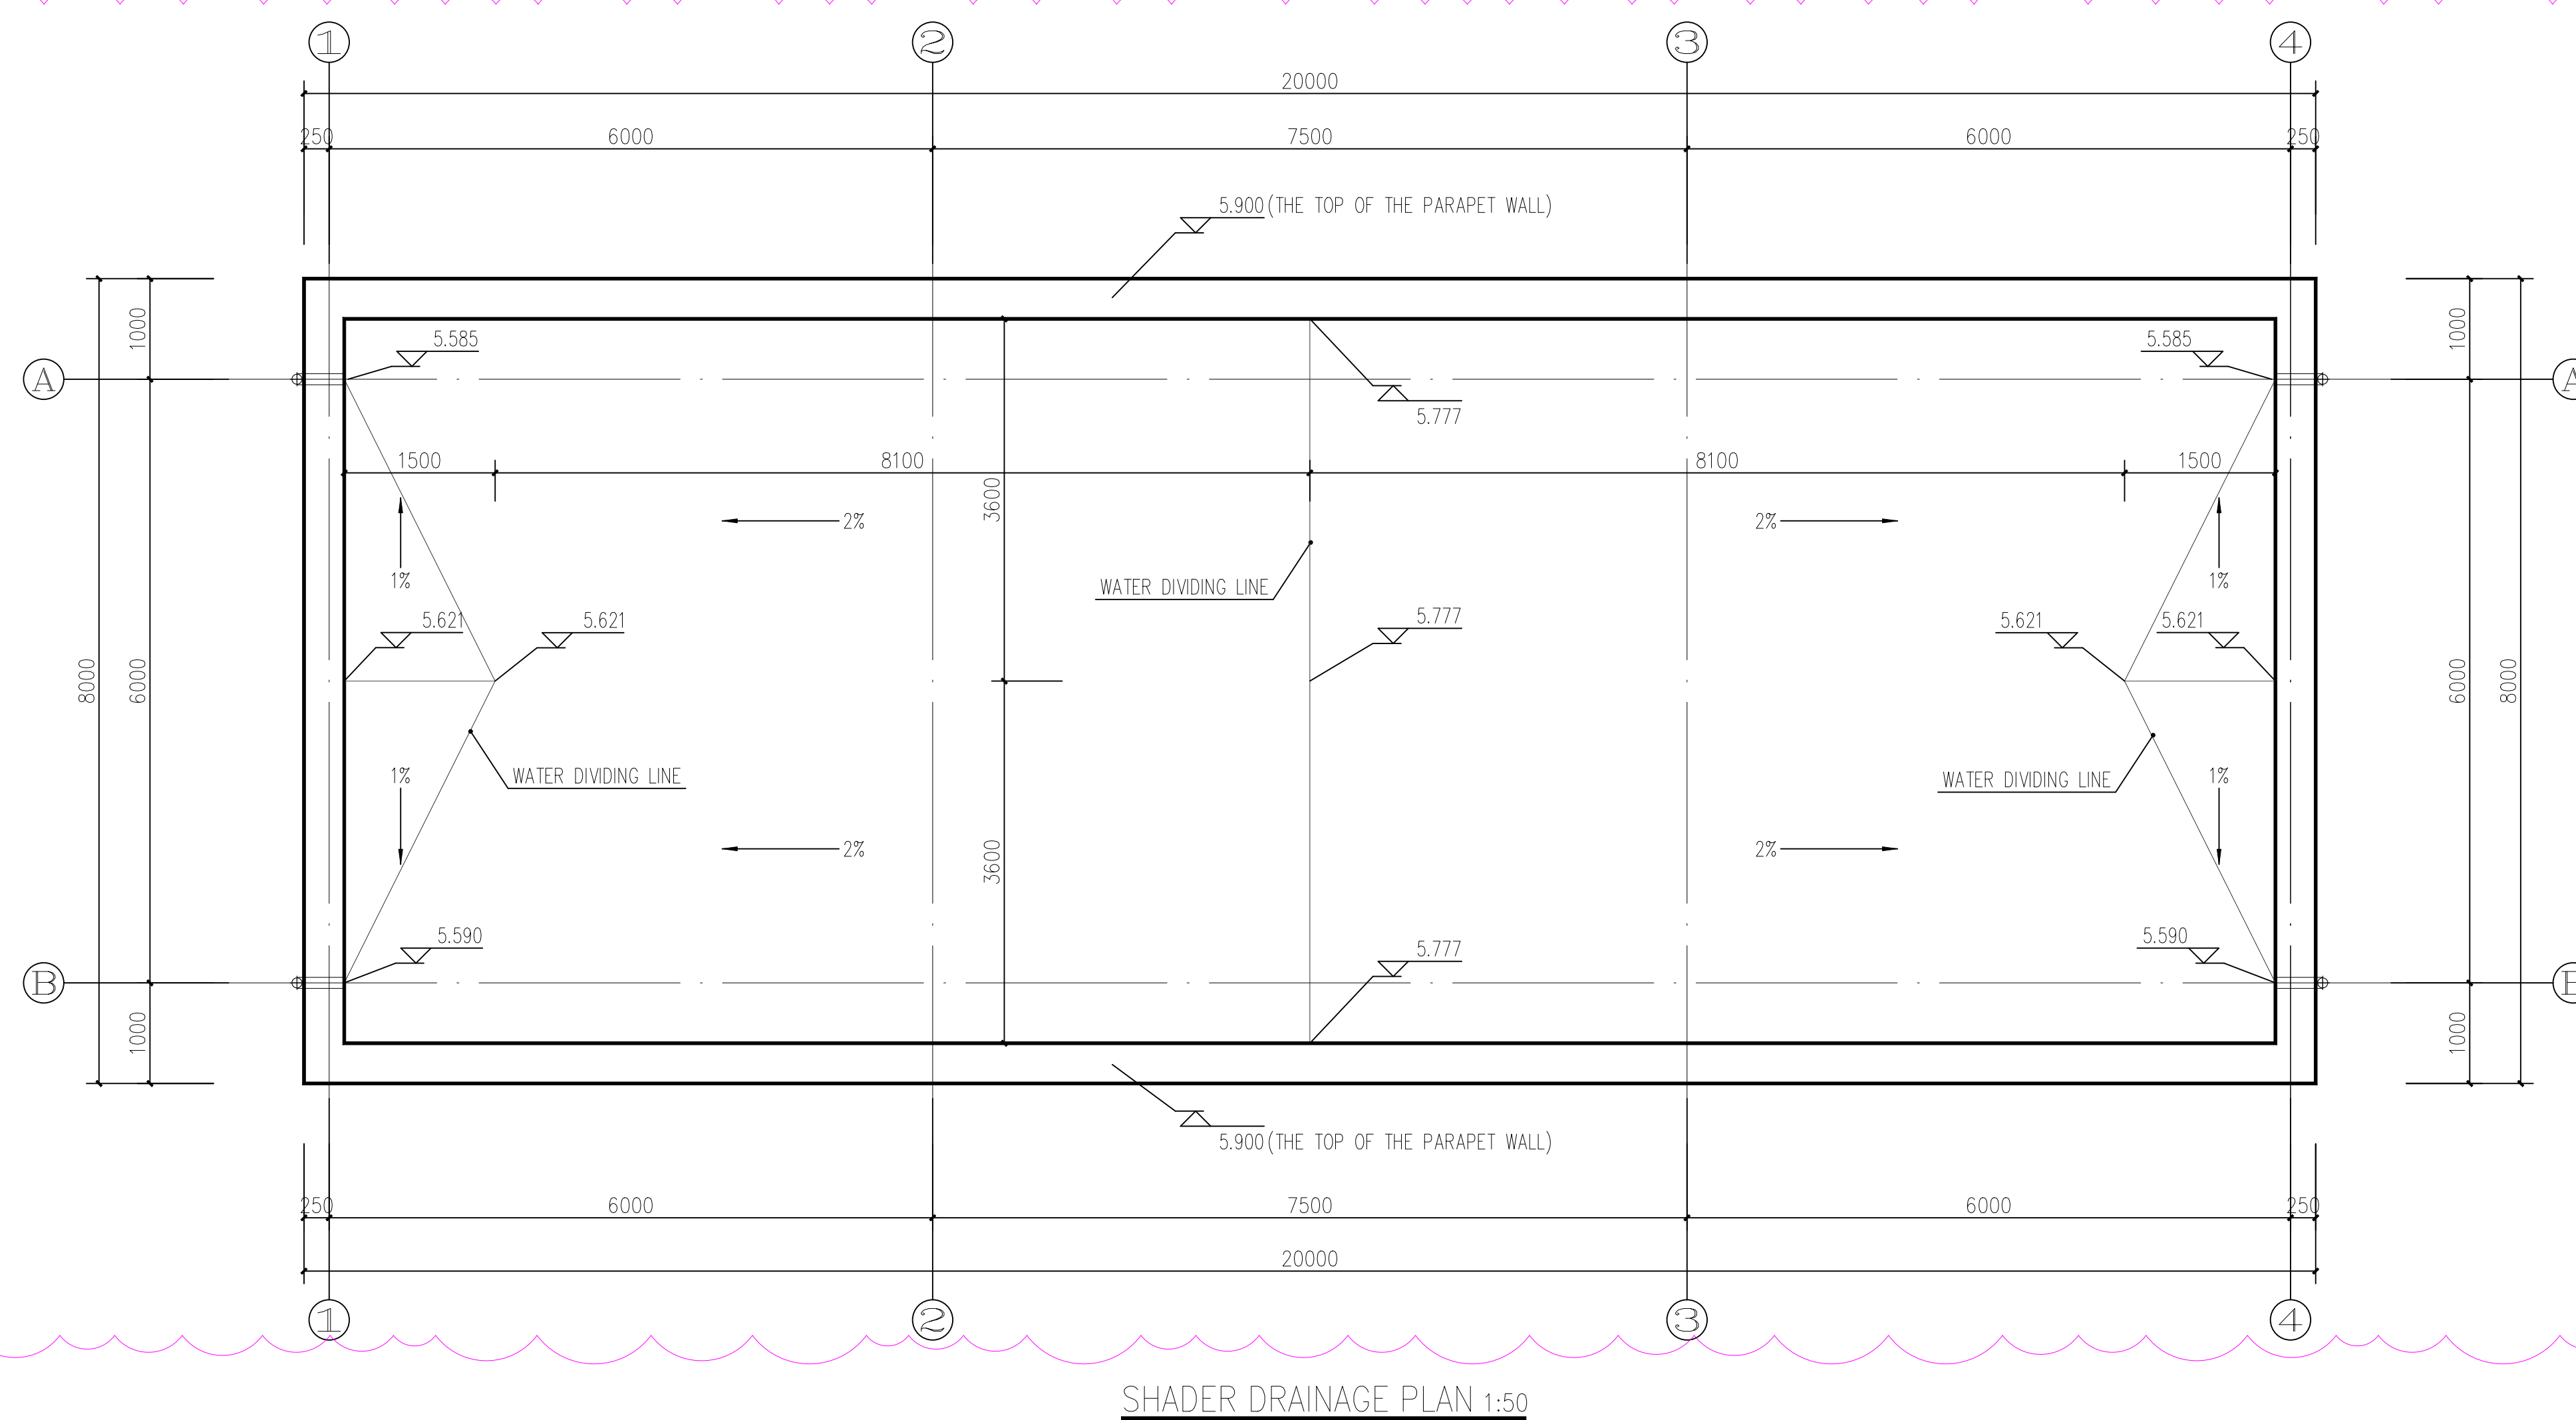 1 2 3 4
20000
250 6000 7500 6000 250
5.900(THE TOP OF THE PARAPET WALL)
1000 1000
5.585 5.585
A A
5.777
1500 8100 8100 1500
3600
2% 2%
1% WATER DIVIDING LINE 1%
5.621 5.621 5.777 5.621 5.621
8000 6000 6000 8000
1% WATER DIVIDING LINE WATER DIVIDING LINE 1%
2% 3600 2%
5.590 5.777 5.590
B B
1000 1000
5.900(THE TOP OF THE PARAPET WALL)
250 6000 7500 6000 250
20000
1 2 3 4
SHADER DRAINAGE PLAN 1:50